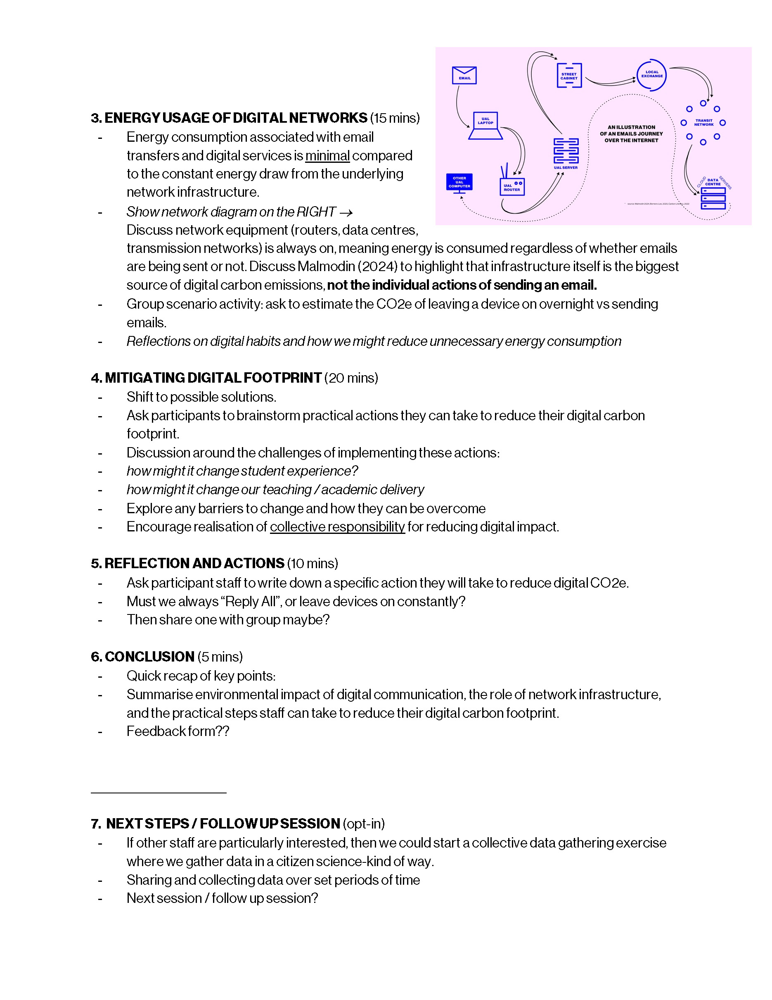 EMAIL
STREET
CABINET
LOCAL
EXCHANGE
UAL
LAPTOP
TRANSIT
NETWORK
AN ILLUSTRATION
OF AN EMAILS JOURNEY
OVER THE INTERNET
UAL SERVER
OTHER
UAL
COMPUTER
UAL
ROUTER
CLOUD
DATA
CENTRE
SERVERS
* source: Malmodin 2024; Berners-Lee, 2020, Carbon Literacy, 2022
3. ENERGY USAGE OF DIGITAL NETWORKS (15 mins)
- Energy consumption associated with email
transfers and digital services is minimal compared
to the constant energy draw from the underlying
network infrastructure.
- Show network diagram on the RIGHT →
Discuss network equipment (routers, data centres,
transmission networks) is always on, meaning energy is consumed regardless of whether emails
are being sent or not. Discuss Malmodin (2024) to highlight that infrastructure itself is the biggest
source of digital carbon emissions, not the individual actions of sending an email.
- Group scenario activity: ask to estimate the CO2e of leaving a device on overnight vs sending
emails.
- Reflections on digital habits and how we might reduce unnecessary energy consumption
4. MITIGATING DIGITAL FOOTPRINT (20 mins)
- Shift to possible solutions.
- Ask participants to brainstorm practical actions they can take to reduce their digital carbon
footprint.
- Discussion around the challenges of implementing these actions:
- how might it change student experience?
- how might it change our teaching / academic delivery
- Explore any barriers to change and how they can be overcome
- Encourage realisation of collective responsibility for reducing digital impact.
5. REFLECTION AND ACTIONS (10 mins)
- Ask participant staff to write down a specific action they will take to reduce digital CO2e.
- Must we always “Reply All”, or leave devices on constantly?
- Then share one with group maybe?
6. CONCLUSION (5 mins)
- Quick recap of key points:
- Summarise environmental impact of digital communication, the role of network infrastructure,
and the practical steps staff can take to reduce their digital carbon footprint.
- Feedback form??
7. NEXT STEPS / FOLLOW UP SESSION (opt-in)
- If other staff are particularly interested, then we could start a collective data gathering exercise
where we gather data in a citizen science-kind of way.
- Sharing and collecting data over set periods of time
- Next session / follow up session?